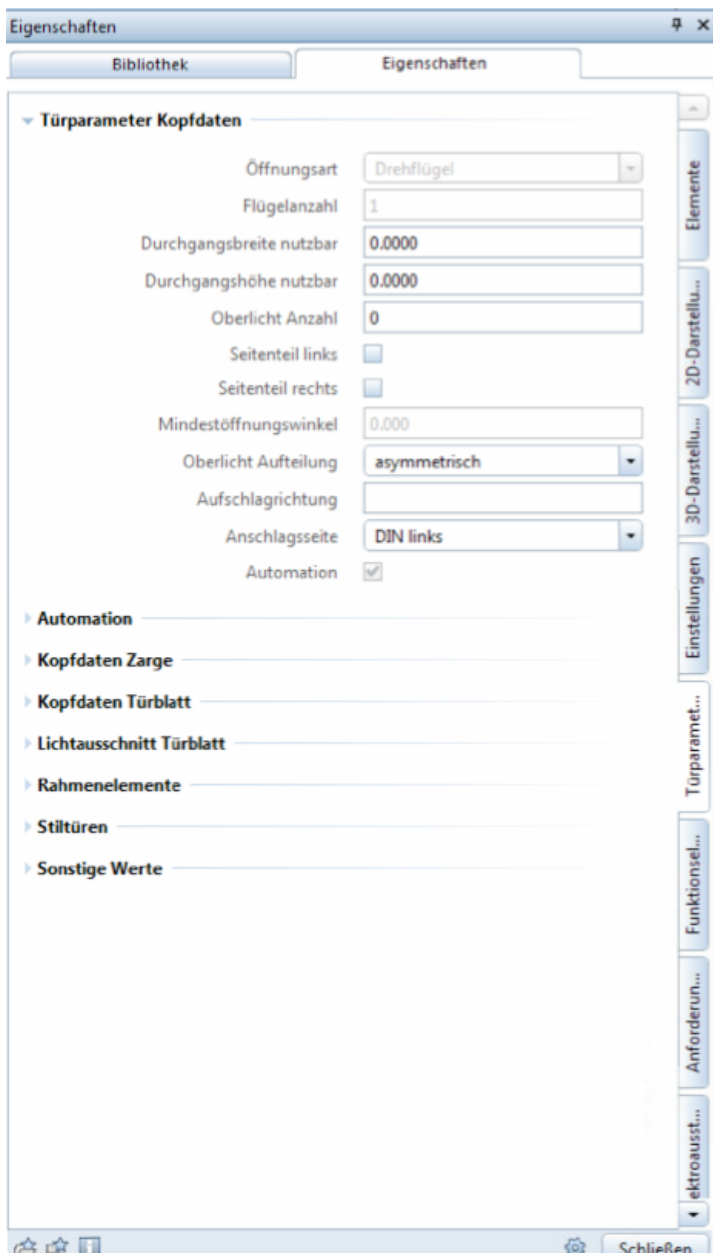 Eigenschaften
Bibliothek
Eigenschaften
Türparameter Kopfdaten
Öffnungsart Drehflügel
Flügelanzahl 1
Durchgangsbreite nutzbar 0.0000
Durchgangshöhe nutzbar 0.0000
Oberlicht Anzahl 0
Seitenteil links
Seitenteil rechts
Mindestöffnungswinkel 0.000
Oberlicht Aufteilung asymmetrisch
Aufschlagrichtung
Anschlagsseite DIN links
Automation
Automation
Kopfdaten Zarge
Kopfdaten Türblatt
Lichtausschnitt Türblatt
Rahmenelemente
Stiltüren
Sonstige Werte
Elemente
2D-Darstellu...
3D-Darstellu...
Einstellungen
Türparamet...
Funktionsel...
Anforderun...
ektroausst...
Schließen